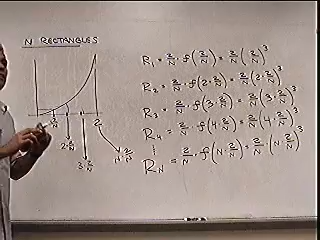 N RECTANGLES
2/N
2
2·2/N
3·2/N
N·2/N
R₁ = 2/N · f(2/N) = 2/N (2/N)³
R₂ = 2/N · f(2·2/N) = 2/N (2·2/N)³
R₃ = 2/N · f(3·2/N) = 2/N (3·2/N)³
R₄ = 2/N · f(4·2/N) = 2/N (4·2/N)³
⋮
R_N = 2/N · f(N·2/N) = 2/N · (N·2/N)³